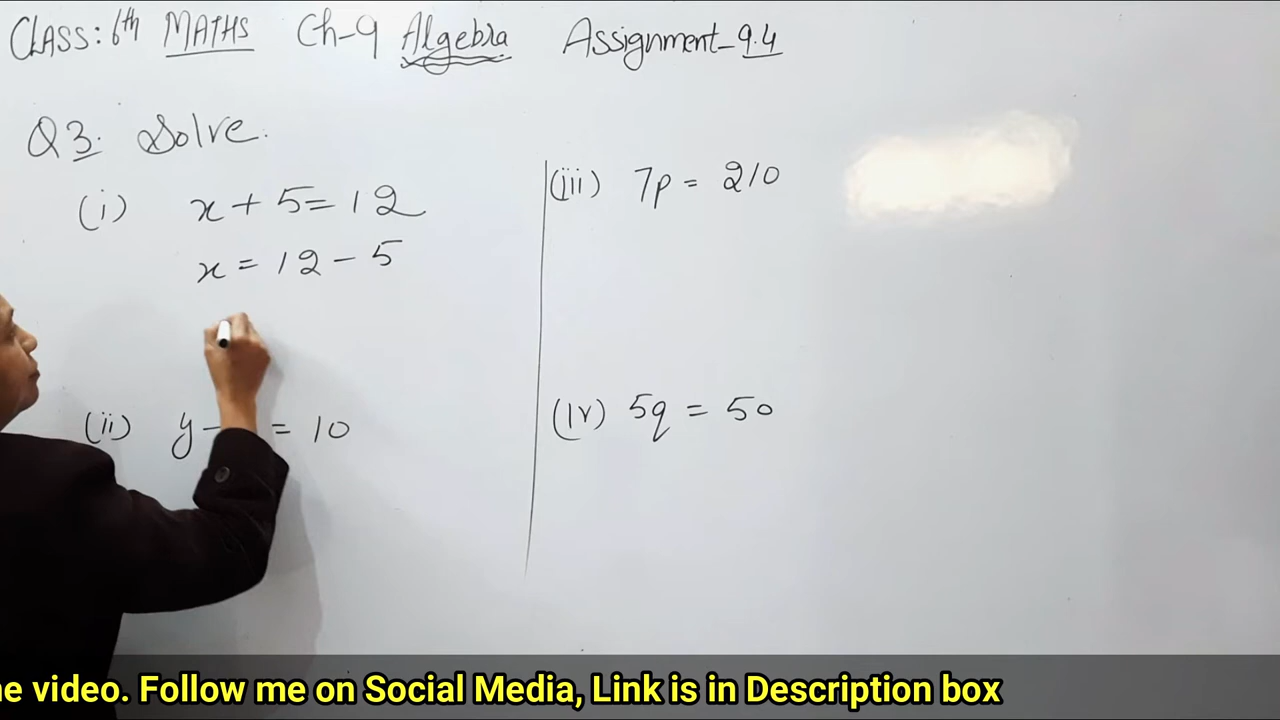 CLASS: 6th MATHS Ch-9 Algebra Assignment-9.4
Q3. Solve.
(i) x + 5 = 12
x = 12 - 5
(ii) y - = 10
(iii) 7p = 210
(iv) 5q = 50
video. Follow me on Social Media, Link is in Description box